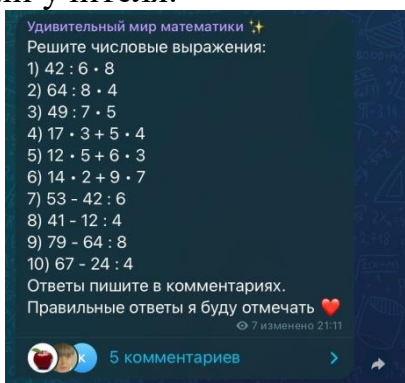 Удивительный мир математики ✨
Решите числовые выражения:
1) 42 : 6 • 8
2) 64 : 8 • 4
3) 49 : 7 • 5
4) 17 • 3 + 5 • 4
5) 12 • 5 + 6 • 3
6) 14 • 2 + 9 • 7
7) 53 - 42 : 6
8) 41 - 12 : 4
9) 79 - 64 : 8
10) 67 - 24 : 4
Ответы пишите в комментариях.
Правильные ответы я буду отмечать ❤️
7 изменено 21:11
K
5 комментариев